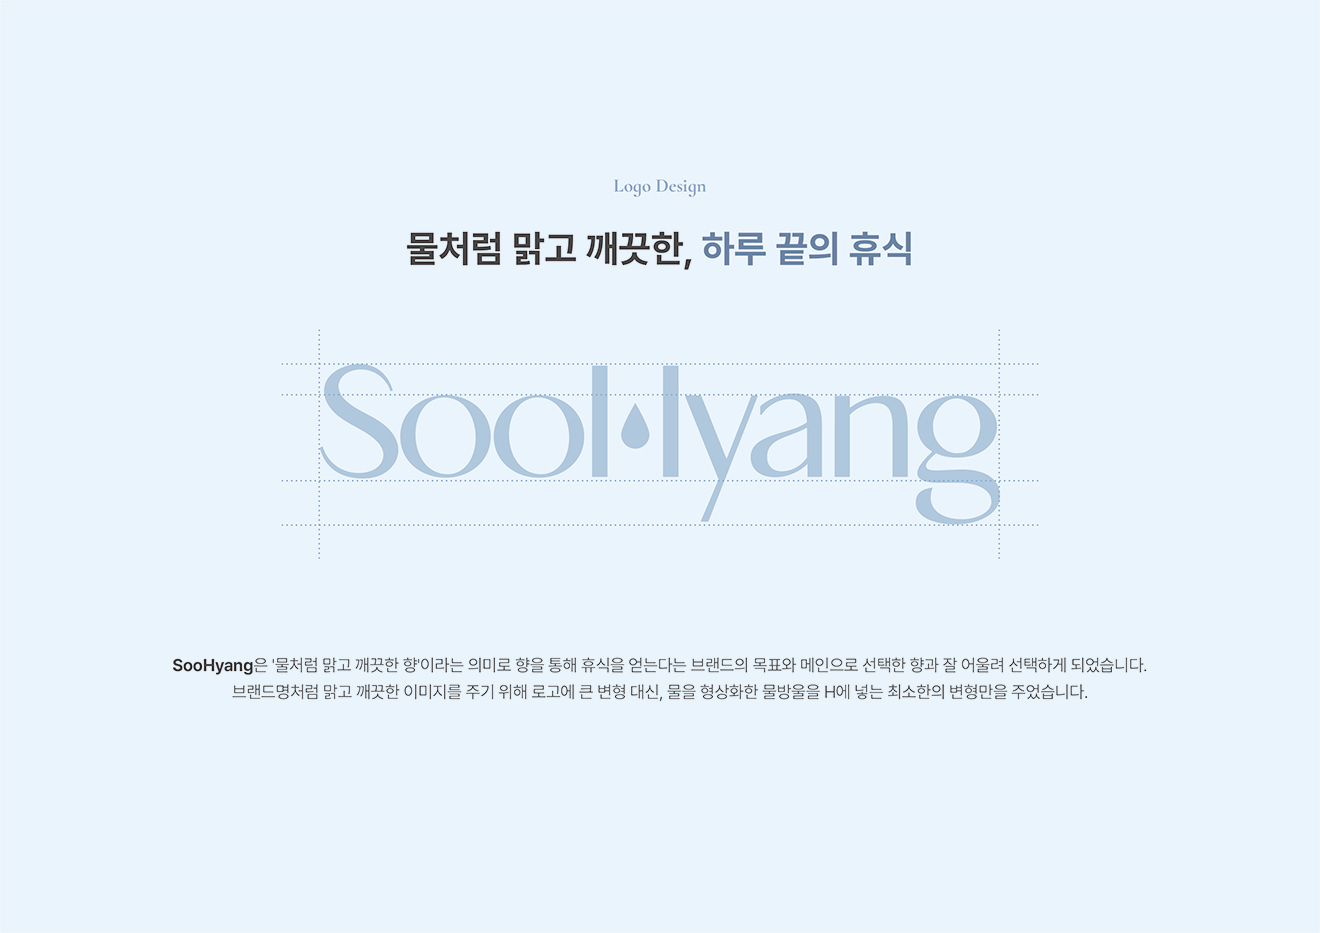 Logo Design
물처럼 맑고 깨끗한, 하루 끝의 휴식
SooHyang
SooHyang은 '물처럼 맑고 깨끗한 향'이라는 의미로 향을 통해 휴식을 얻는다는 브랜드의 목표와 메인으로 선택한 향과 잘 어울려 선택하게 되었습니다.
브랜드명처럼 맑고 깨끗한 이미지를 주기 위해 로고에 큰 변형 대신, 물을 형상화한 물방울을 H에 넣는 최소한의 변형만을 주었습니다.